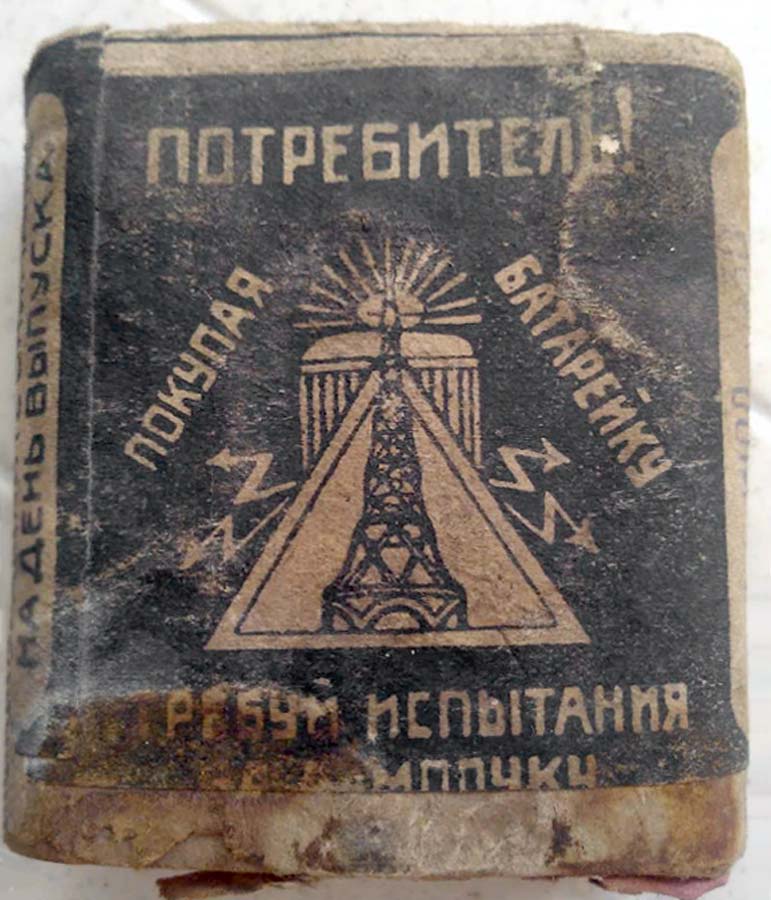 ПОТРЕБИТЕЛЬ!
ПОКУПАЯ
БАТАРЕЙКУ
ТРЕБУЙ ИСПЫТАНИЯ
НА ДЕНЬ ВЫПУСКА